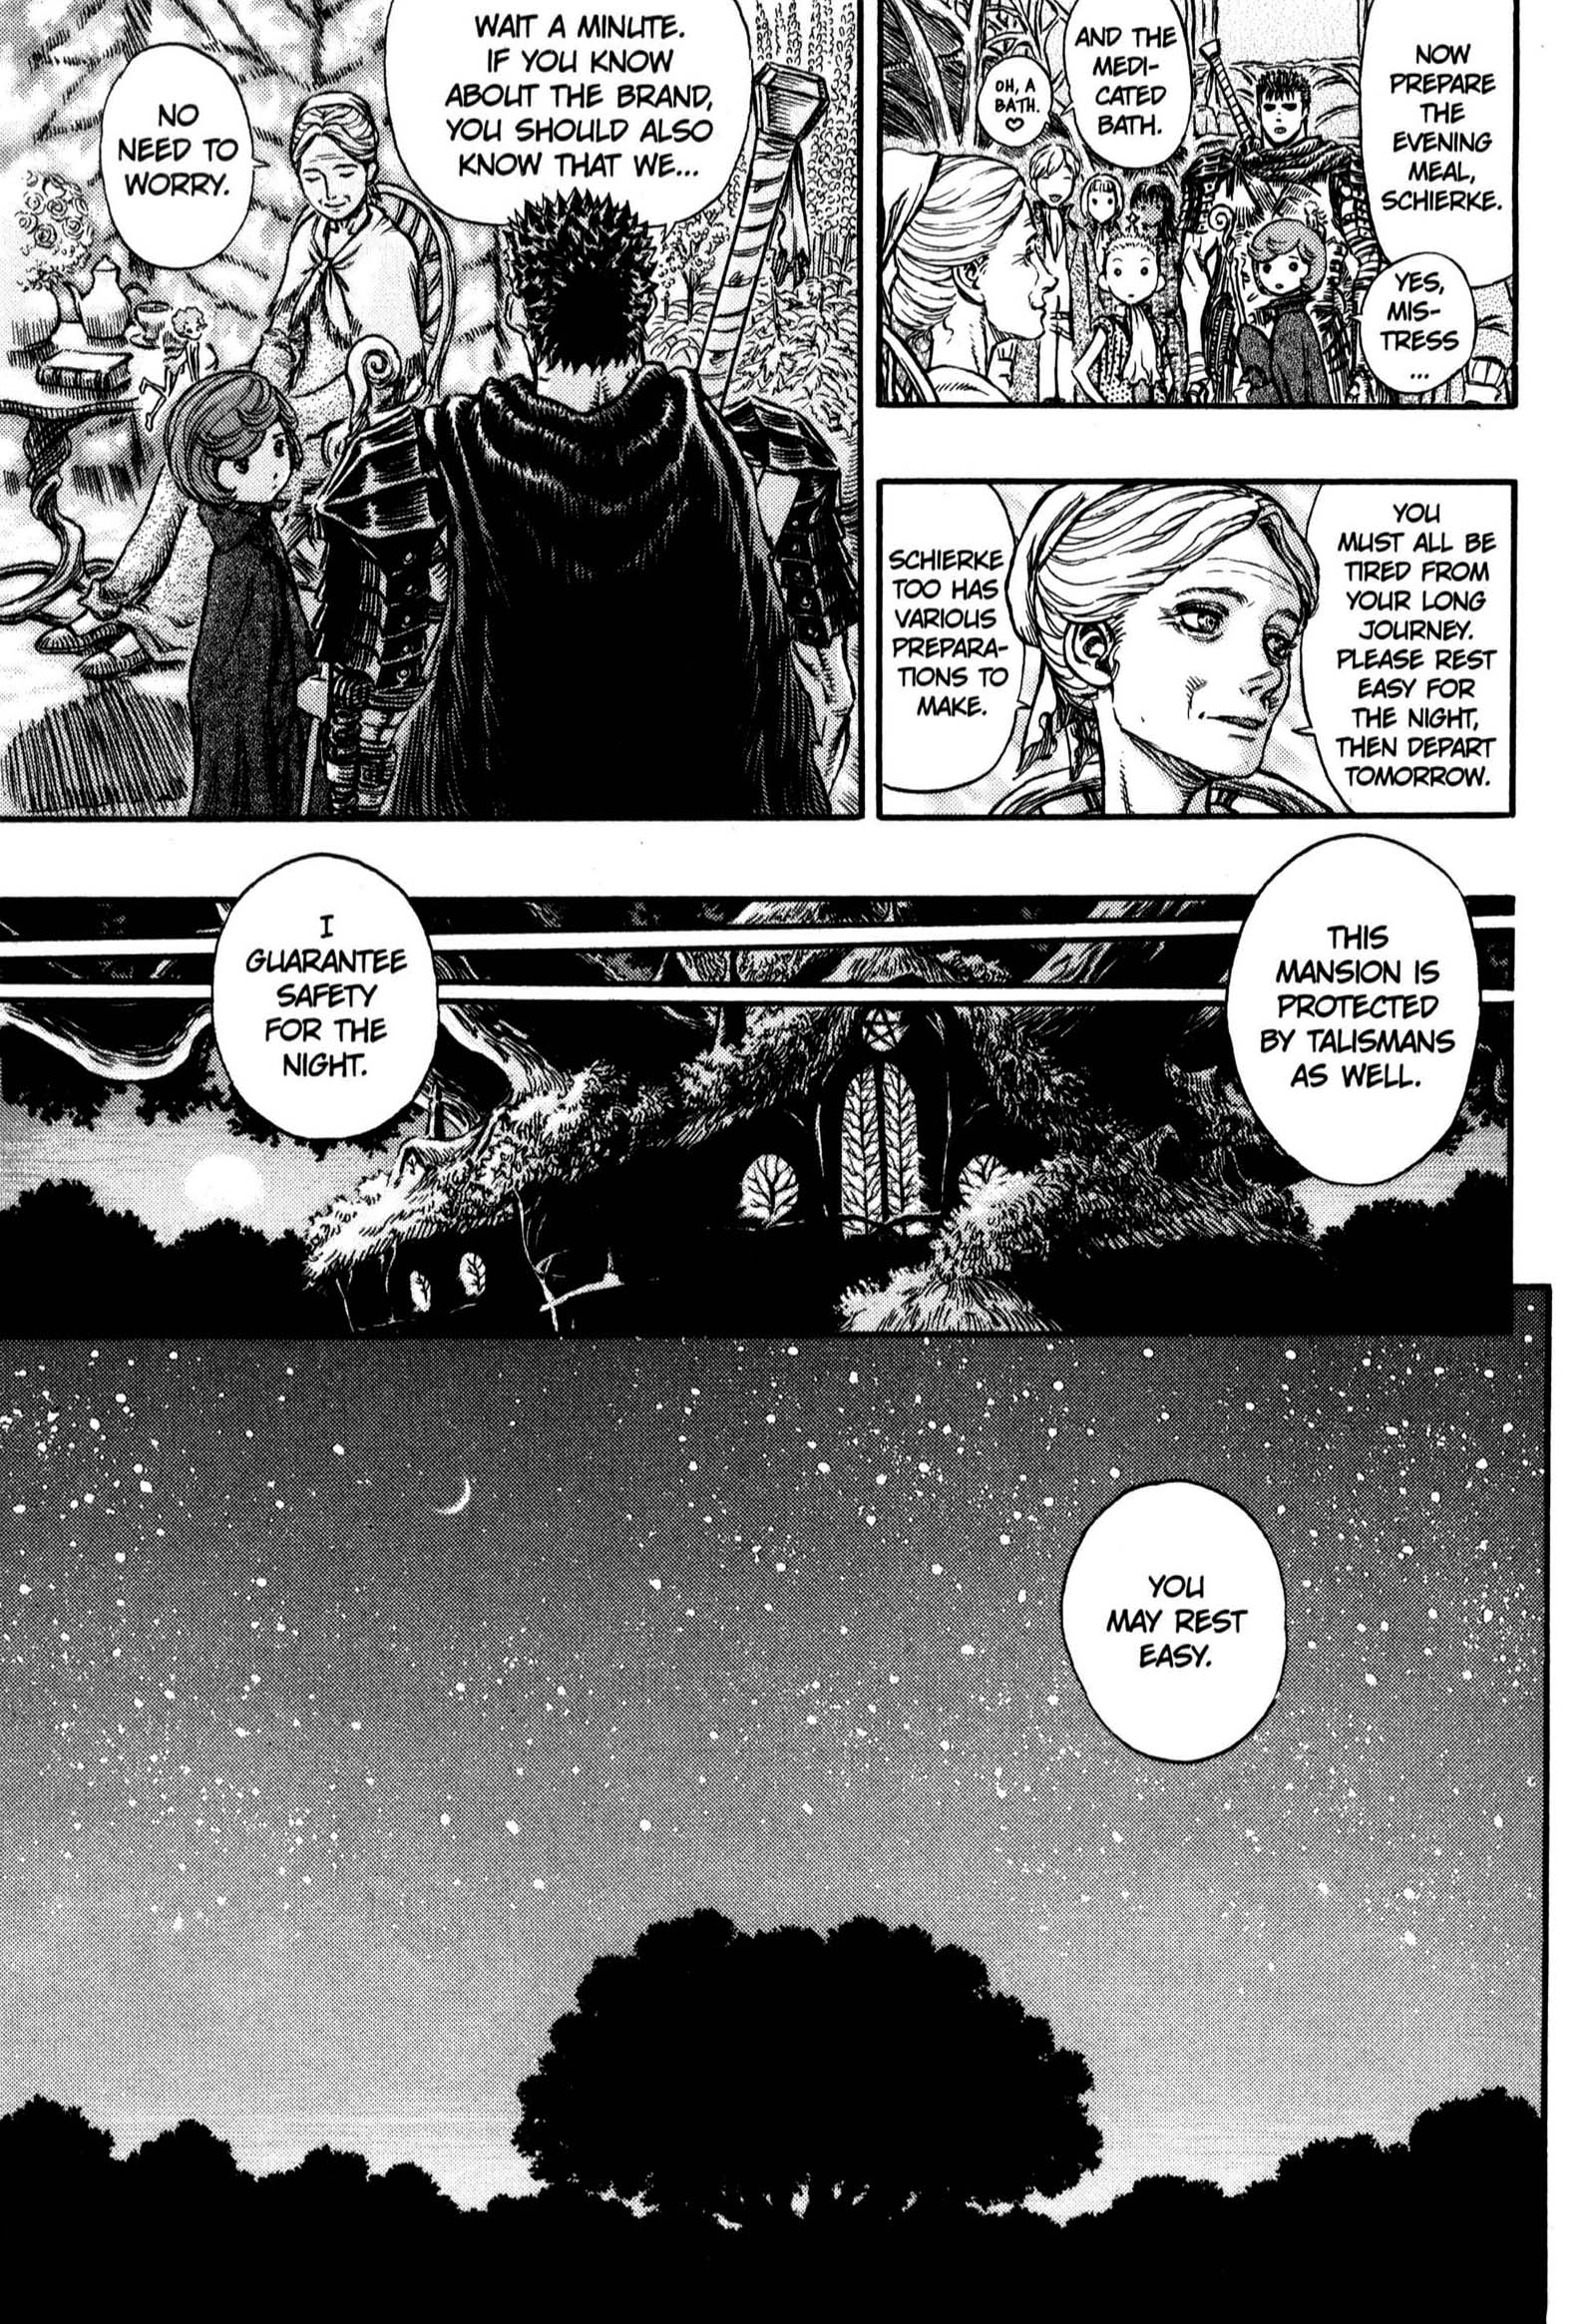 NOW
PREPARE
THE
EVENING
MEAL,
SCHIERKE.
AND THE
MEDI-
CATED
BATH.
OH, A
BATH.
♡
YES,
MIS-
TRESS
...
WAIT A MINUTE.
IF YOU KNOW
ABOUT THE BRAND,
YOU SHOULD ALSO
KNOW THAT WE...
NO
NEED TO
WORRY.
YOU
MUST ALL BE
TIRED FROM
YOUR LONG
JOURNEY.
PLEASE REST
EASY FOR
THE NIGHT,
THEN DEPART
TOMORROW.
SCHIERKE
TOO HAS
VARIOUS
PREPARA-
TIONS TO
MAKE.
THIS
MANSION IS
PROTECTED
BY TALISMANS
AS WELL.
I
GUARANTEE
SAFETY
FOR THE
NIGHT.
YOU
MAY REST
EASY.